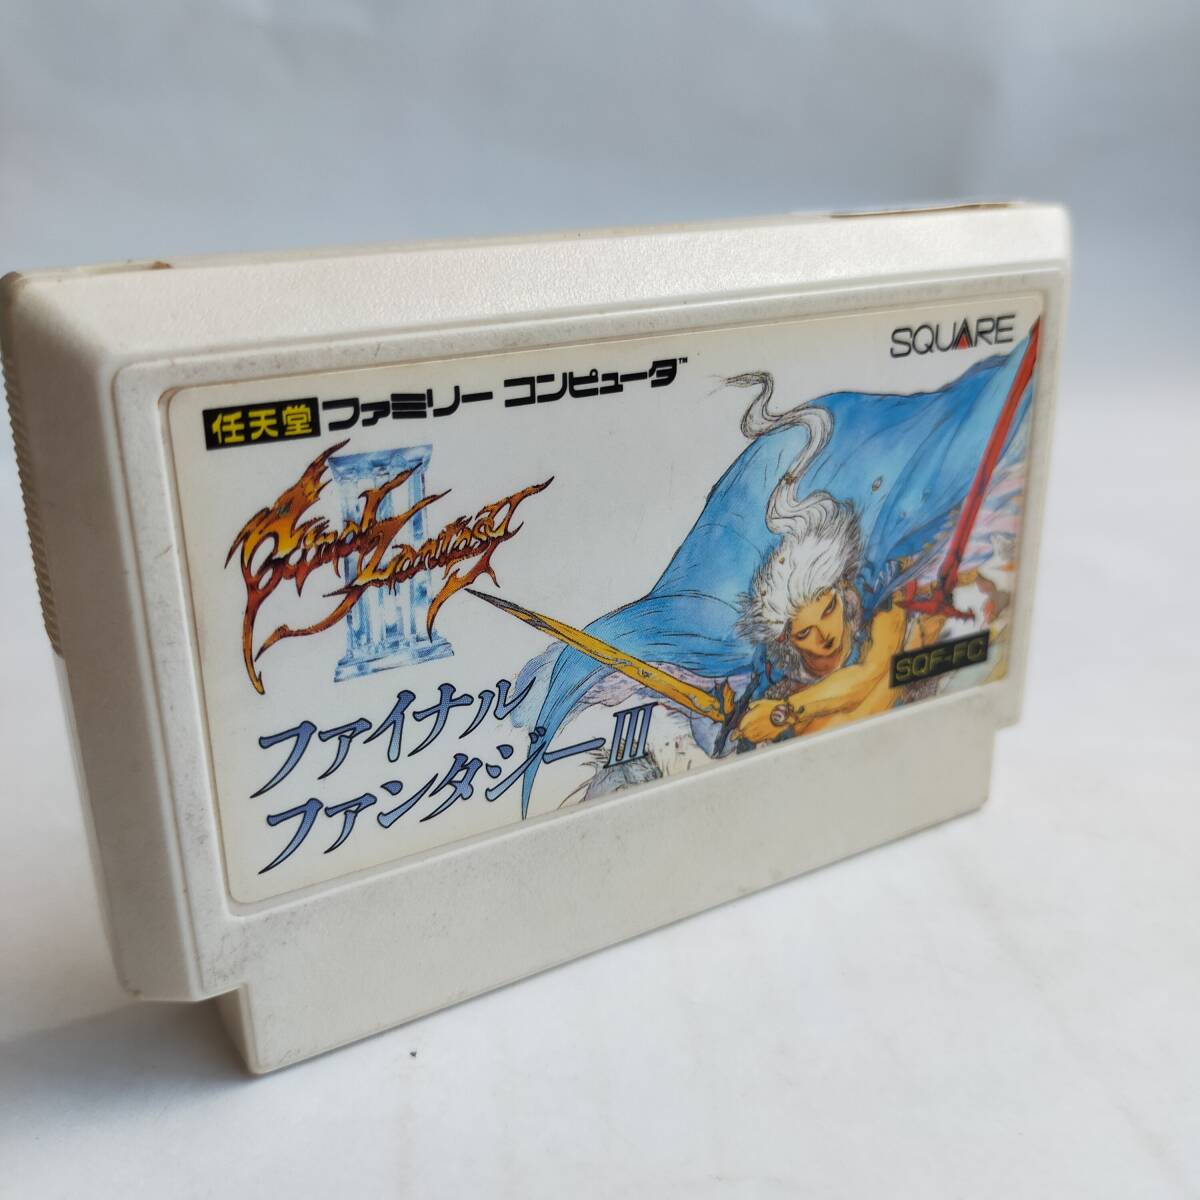 任天堂 ファミリー コンピュータ™
SQUARE
Final Fantasy
III
SQF-FC
ファイナル
ファンタジーIII